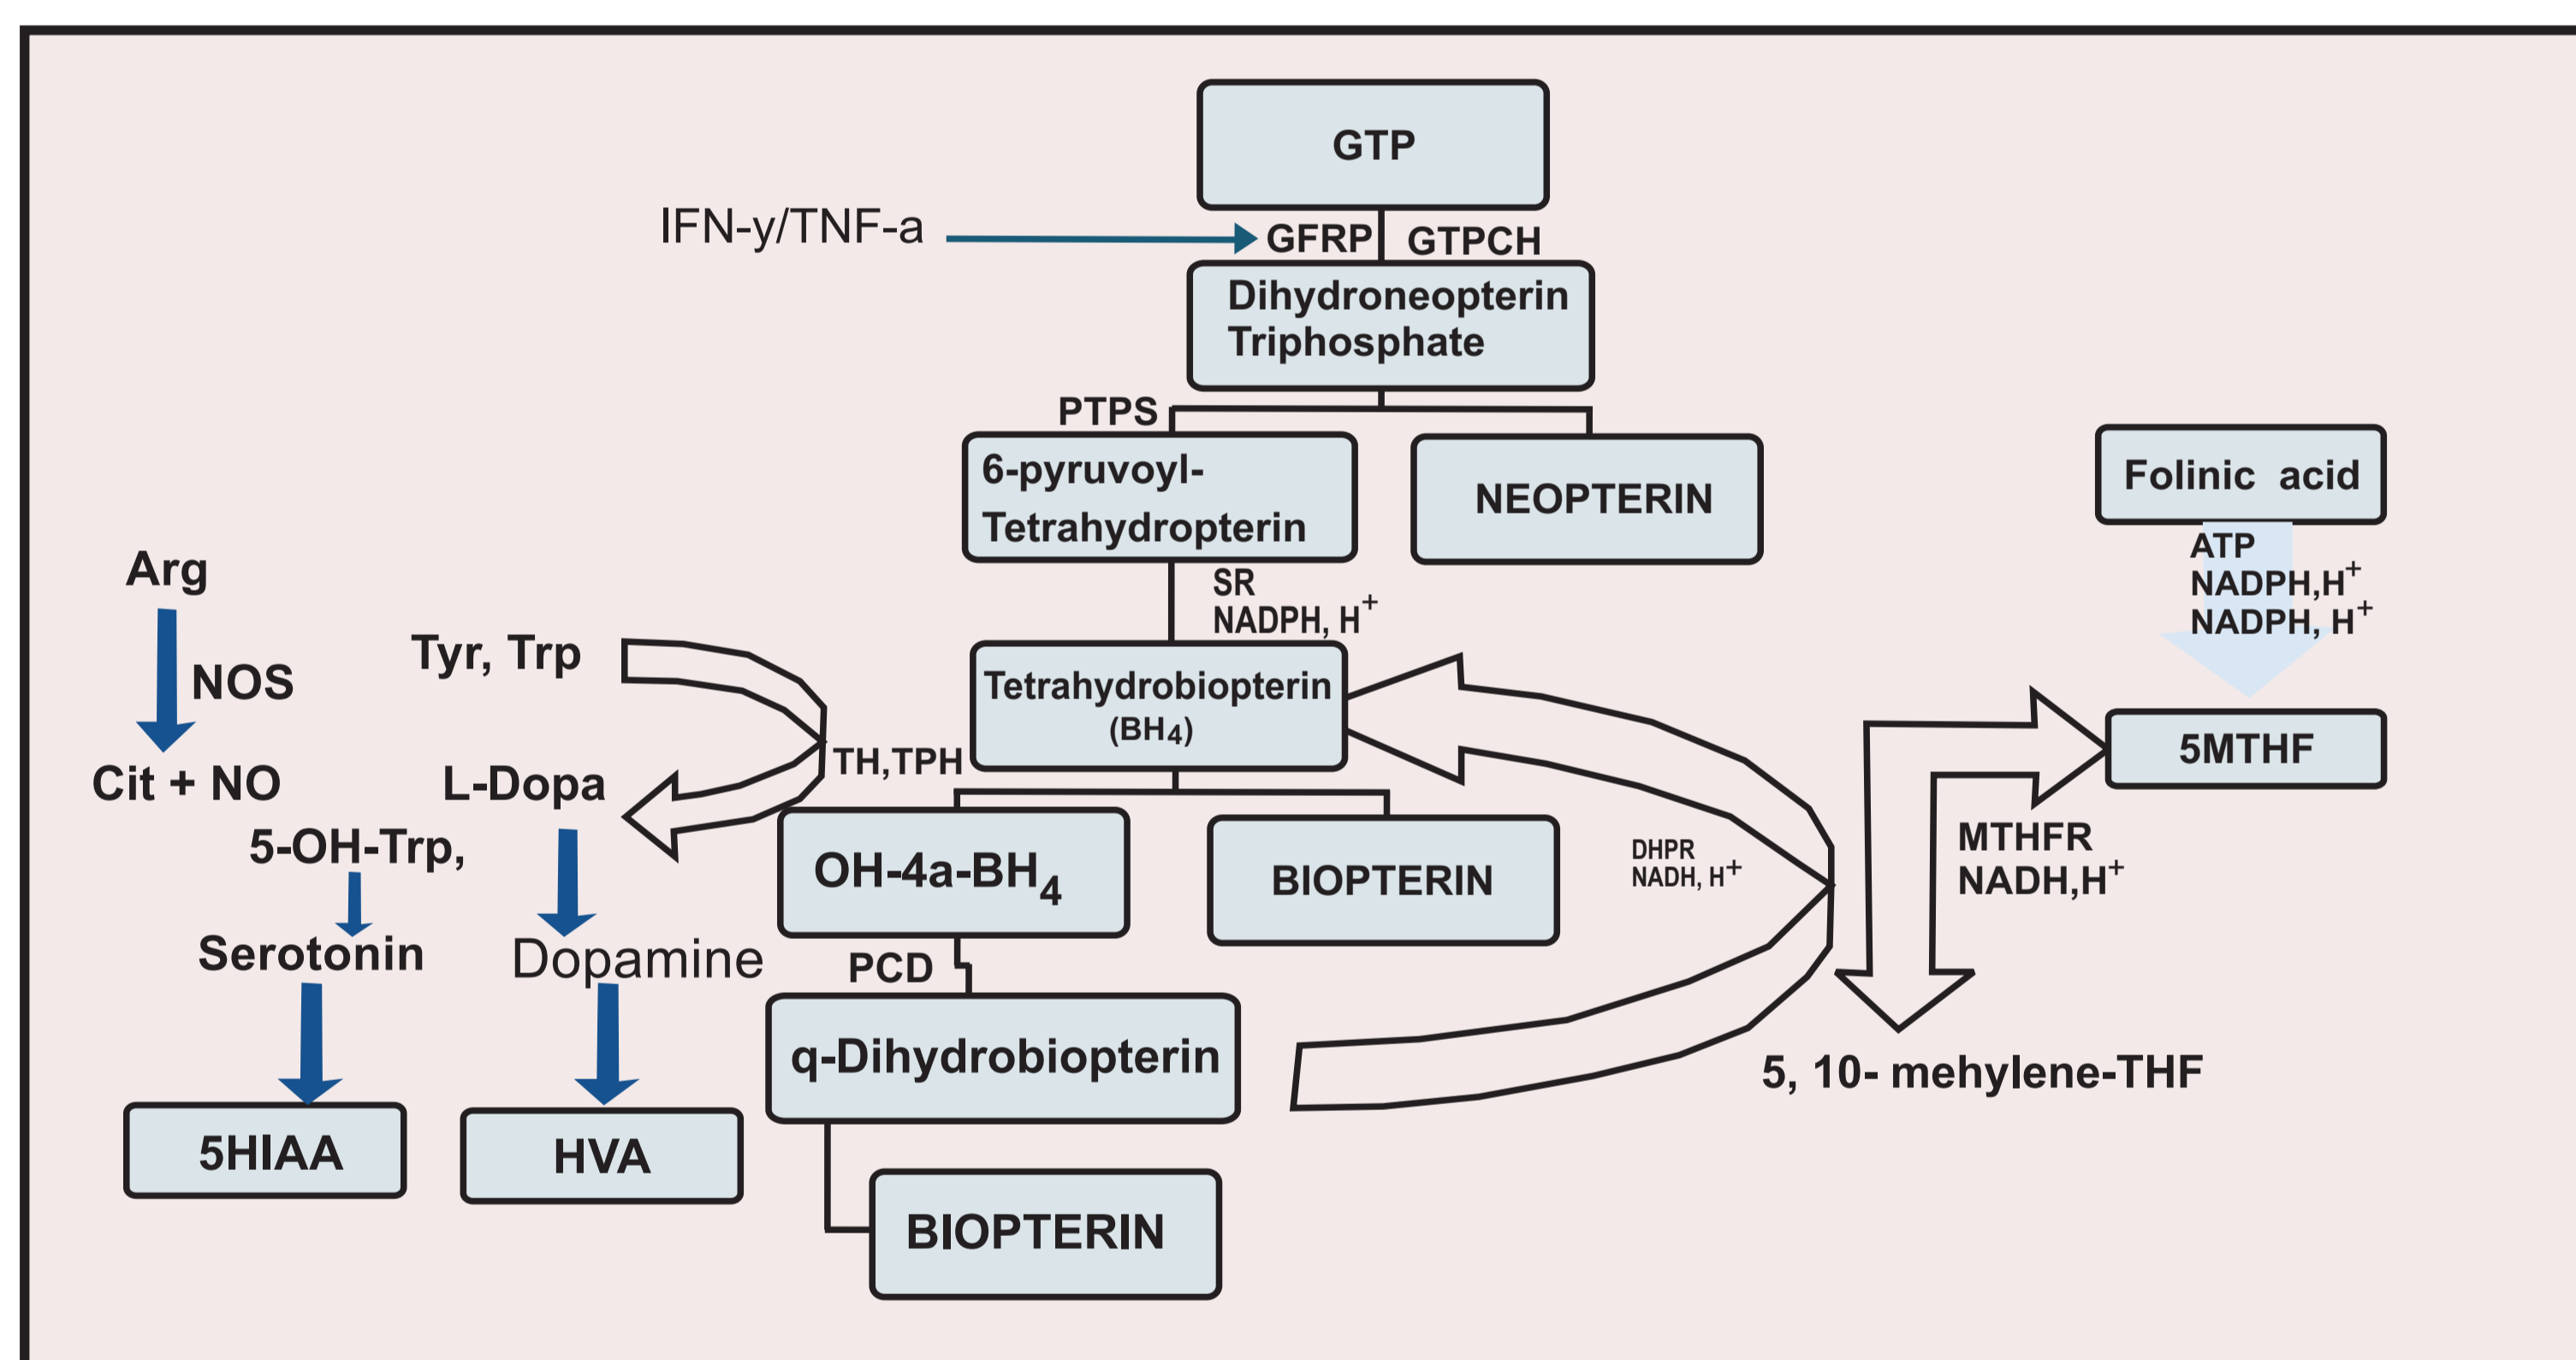 GTP
IFN-y/TNF-a
GFRP
GTPCH
Dihydroneopterin
Triphosphate
PTPS
6-pyruvoyl-
Tetrahydropterin
NEOPTERIN
Folinic acid
ATP
NADPH,H+
NADPH, H+
SR
NADPH, H+
Arg
NOS
Cit + NO
Tyr, Trp
TH,TPH
Tetrahydrobiopterin
(BH4)
5MTHF
L-Dopa
5-OH-Trp,
OH-4a-BH4
BIOPTERIN
DHPR
NADH, H+
MTHFR
NADH,H+
Serotonin
Dopamine
PCD
q-Dihydrobiopterin
5, 10- mehylene-THF
5HIAA
HVA
BIOPTERIN